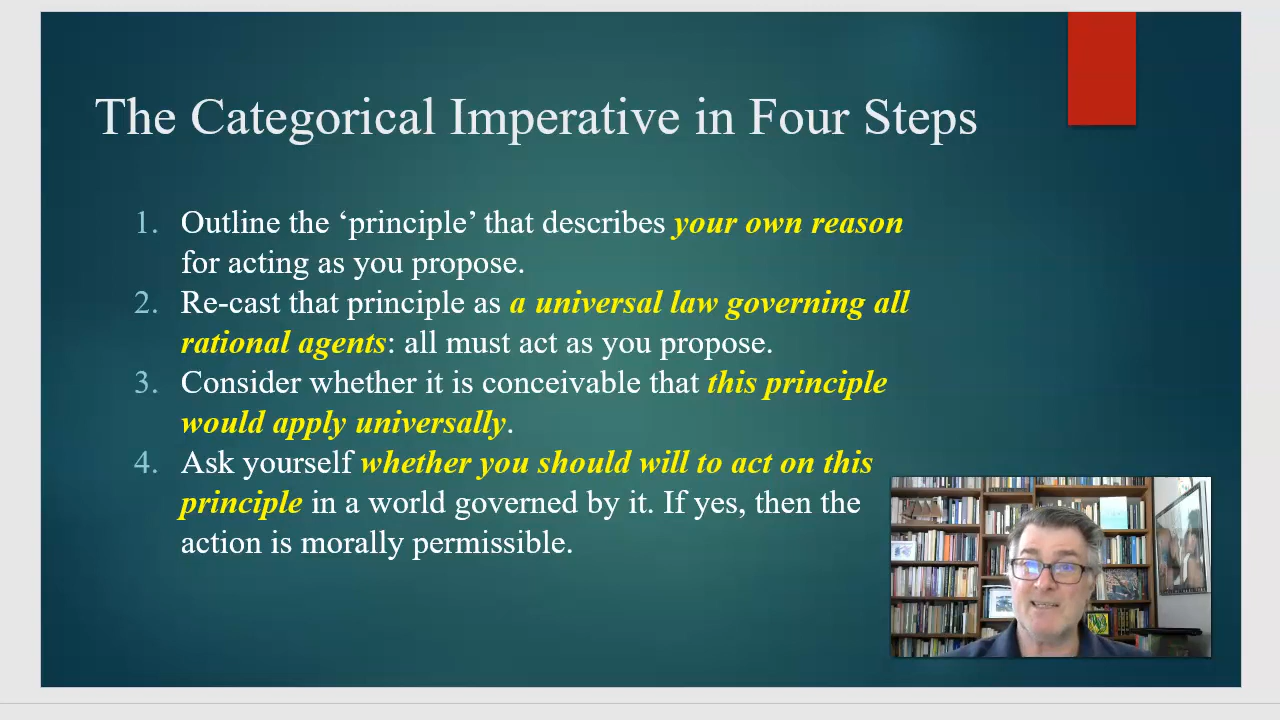 The Categorical Imperative in Four Steps
1. Outline the ‘principle’ that describes your own reason
for acting as you propose.
2. Re-cast that principle as a universal law governing all
rational agents: all must act as you propose.
3. Consider whether it is conceivable that this principle
would apply universally.
4. Ask yourself whether you should will to act on this
principle in a world governed by it. If yes, then the
action is morally permissible.